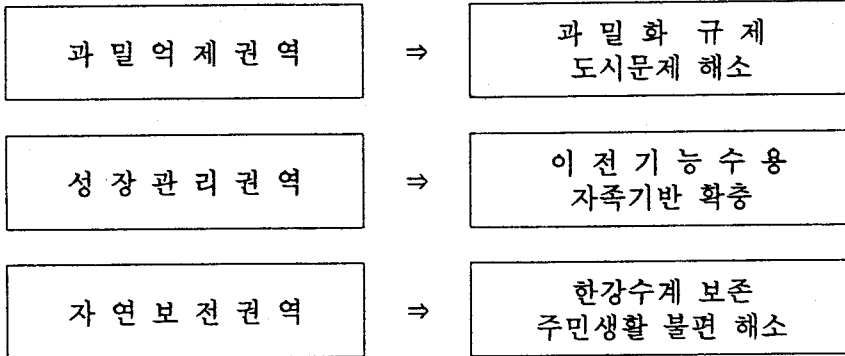 과 밀 억 제 권 역 ⇒ 과 밀 화 규 제
도시문제 해소
성 장 관 리 권 역 ⇒ 이 전 기 능 수 용
자족기반 확충
자 연 보 전 권 역 ⇒ 한강수계 보존
주민생활 불편 해소